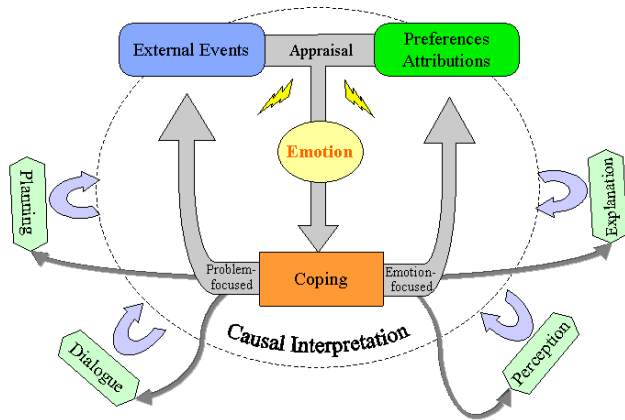 External Events
Appraisal
Preferences
Attributions
Emotion
Planning
Explanation
Problem-
focused
Coping
Emotion-
focused
Causal Interpretation
Dialogue
Perception